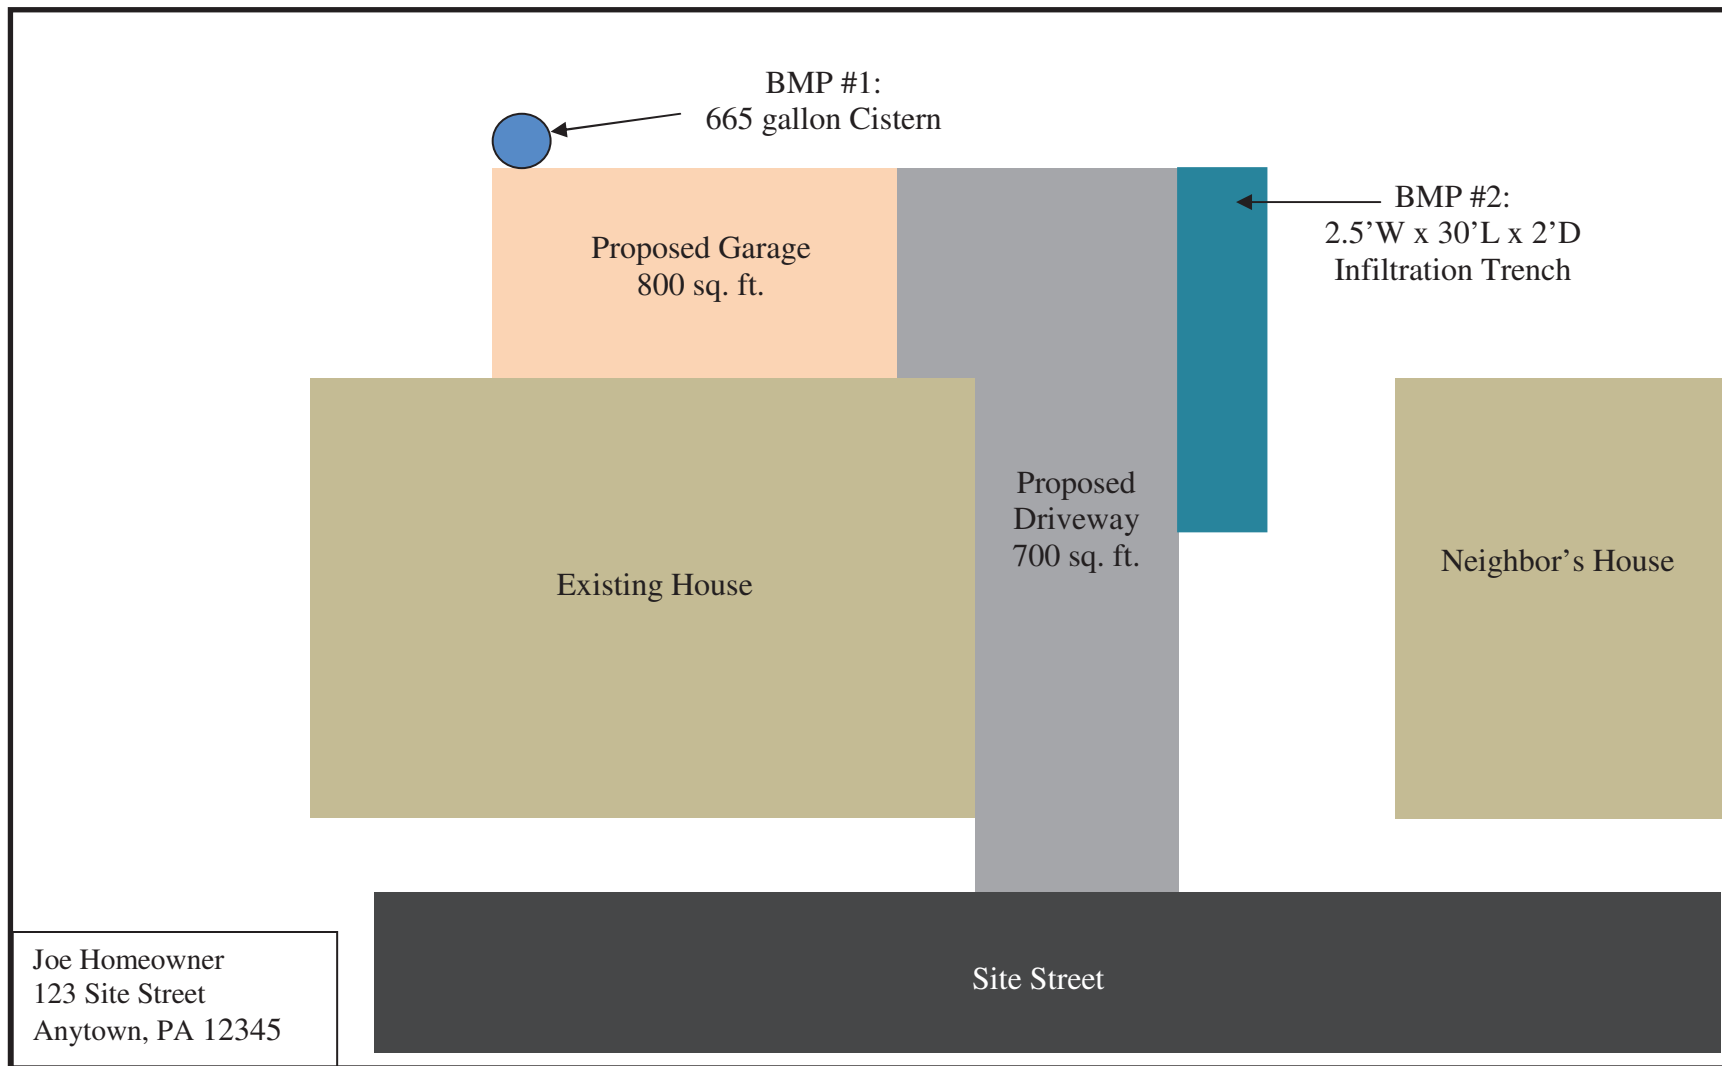 BMP #1:
665 gallon Cistern
BMP #2:
2.5’W x 30’L x 2’D
Infiltration Trench
Proposed Garage
800 sq. ft.
Proposed
Driveway
700 sq. ft.
Existing House
Neighbor’s House
Site Street
Joe Homeowner
123 Site Street
Anytown, PA 12345